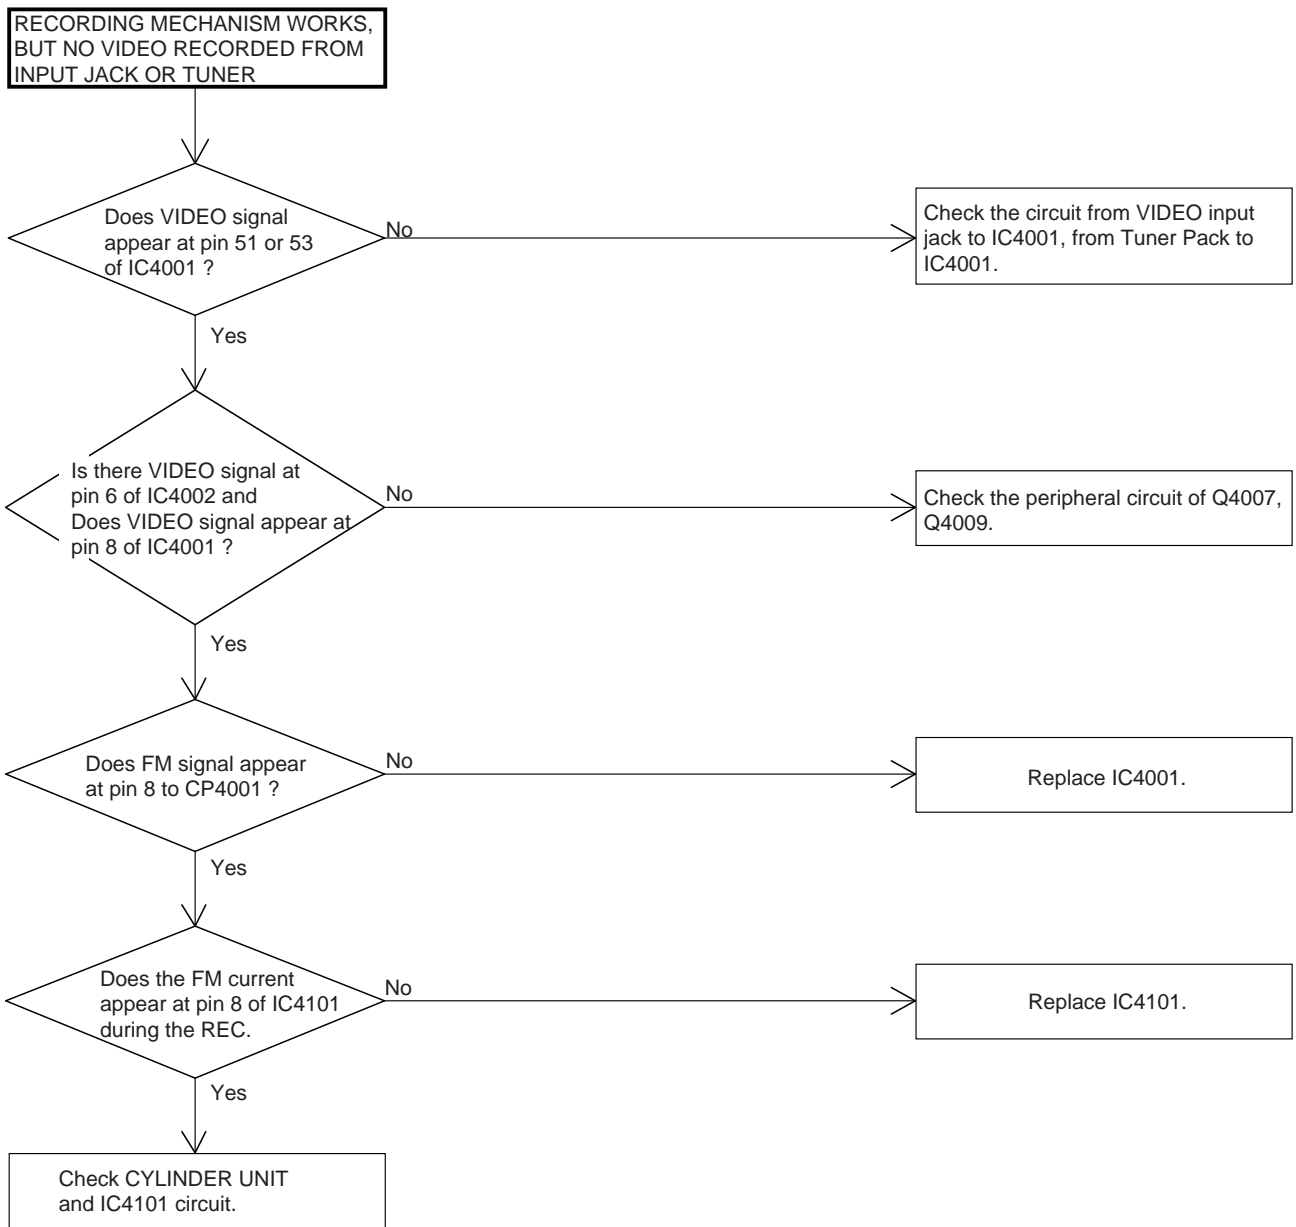 RECORDING MECHANISM WORKS,
BUT NO VIDEO RECORDED FROM
INPUT JACK OR TUNER
Does VIDEO signal
appear at pin 51 or 53
of IC4001 ?
No
Check the circuit from VIDEO input
jack to IC4001, from Tuner Pack to
IC4001.
Yes
Is there VIDEO signal at
pin 6 of IC4002 and
Does VIDEO signal appear at
pin 8 of IC4001 ?
No
Check the peripheral circuit of Q4007,
Q4009.
Yes
Does FM signal appear
at pin 8 to CP4001 ?
No
Replace IC4001.
Yes
Does the FM current
appear at pin 8 of IC4101
during the REC.
No
Replace IC4101.
Yes
Check CYLINDER UNIT
and IC4101 circuit.